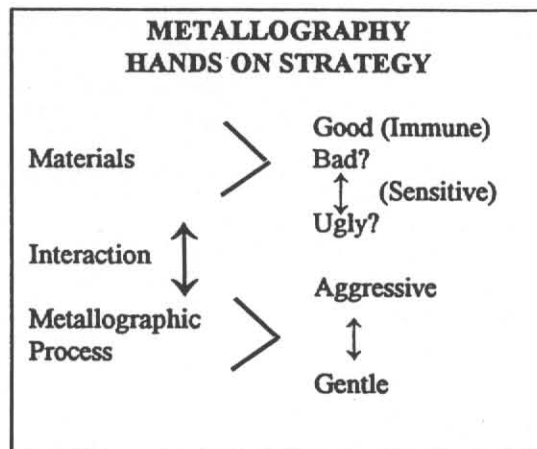 METALLOGRAPHY
HANDS ON STRATEGY
Good (Immune)
Materials
Bad?
(Sensitive)
Ugly?
Interaction
Aggressive
Metallographic
Process
Gentle